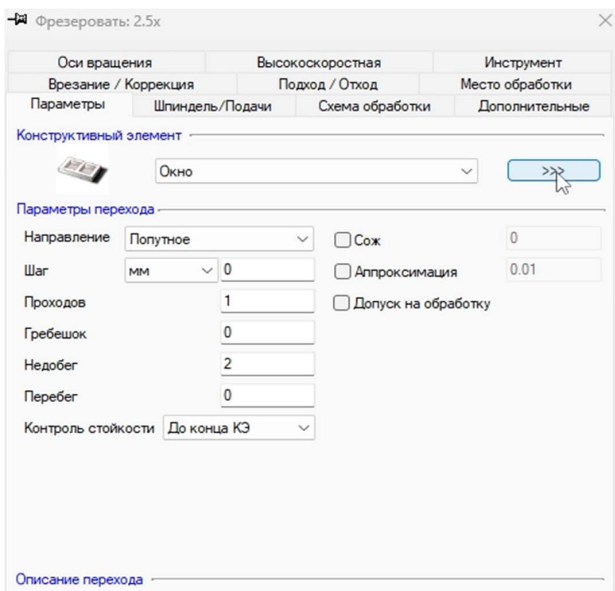 Фрезеровать: 2.5x
Оси вращения Высокоскоростная Инструмент
Врезание / Коррекция Подход / Отход Место обработки
Параметры Шпиндель/Подачи Схема обработки Дополнительные
Конструктивный элемент
Окно >>>
Параметры перехода
Направление Попутное Сож 0
Шаг мм 0 Аппроксимация 0.01
Проходов 1 Допуск на обработку
Гребешок 0
Недобег 2
Перебег 0
Контроль стойкости До конца КЭ
Описание перехода